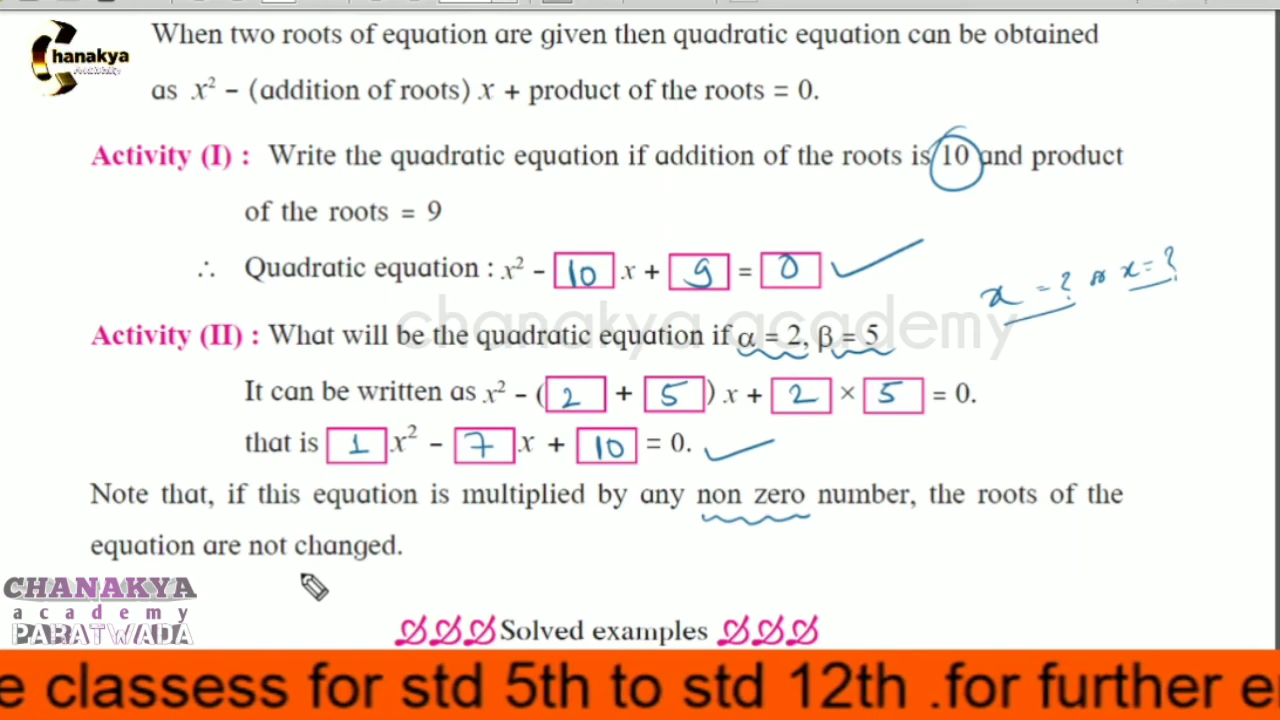 When two roots of equation are given then quadratic equation can be obtained
hanakya
as x² – (addition of roots) x + product of the roots = 0.
Activity (I) : Write the quadratic equation if addition of the roots is 10 and product
of the roots = 9
∴ Quadratic equation : x² – 10 x + 9 = 0
x = ? or x = ?
chanakya academy
Activity (II) : What will be the quadratic equation if α = 2, β = 5
It can be written as x² – ( 2 + 5 ) x + 2 × 5 = 0.
that is 1 x² – 7 x + 10 = 0.
Note that, if this equation is multiplied by any non zero number, the roots of the
equation are not changed.
CHANAKYA
academy
PARATWADA
Solved examples
e classess for std 5th to std 12th .for further e